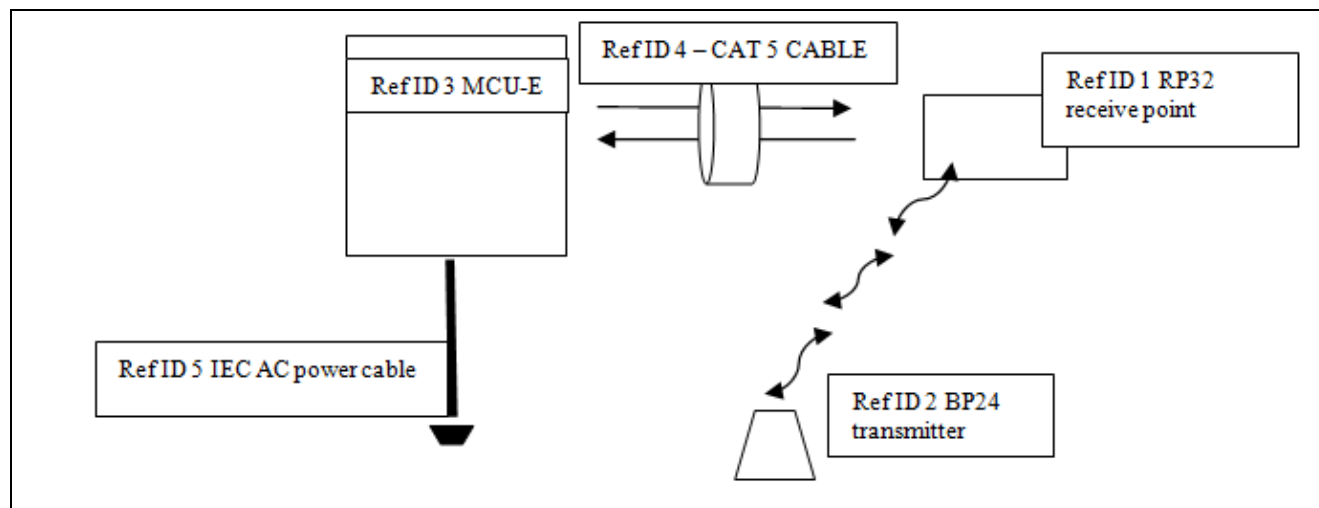 Ref ID 3 MCU-E
Ref ID 4 – CAT 5 CABLE
Ref ID 1 RP32
receive point
Ref ID 5 IEC AC power cable
Ref ID 2 BP24
transmitter